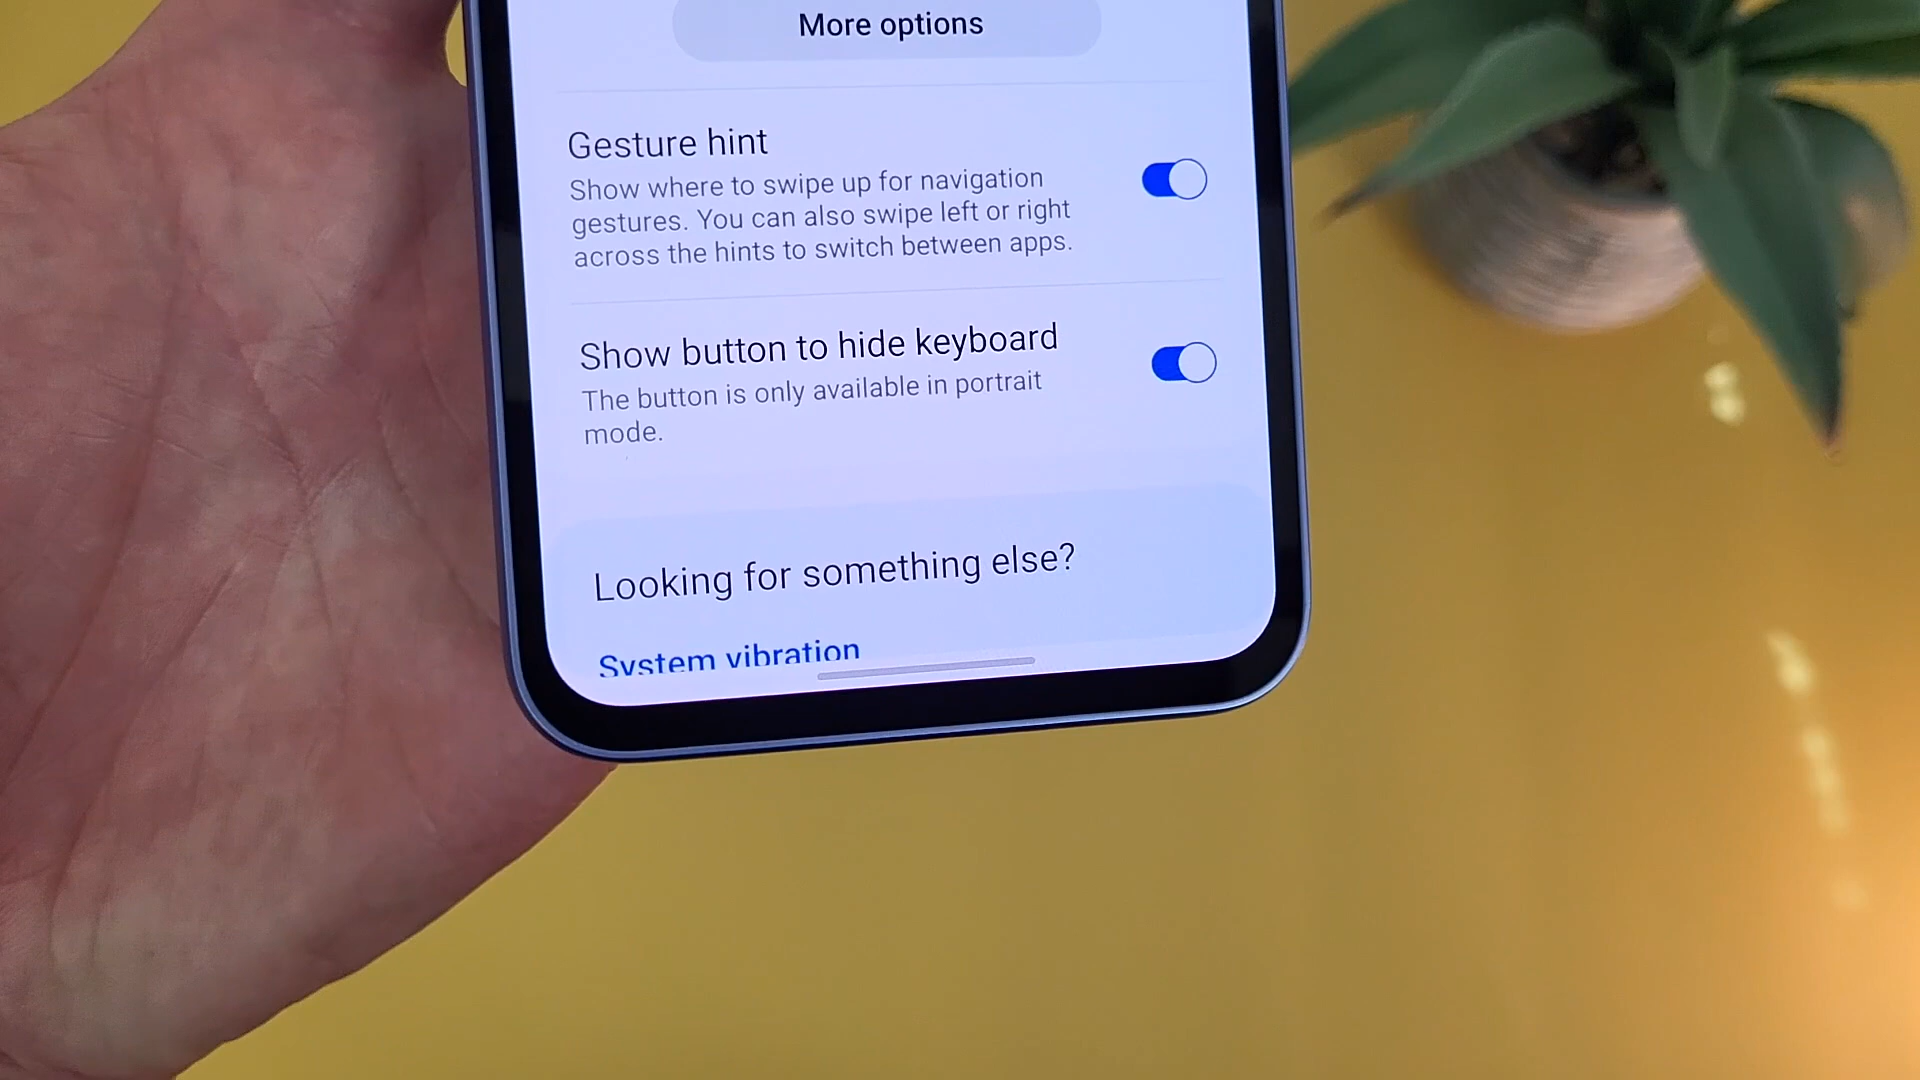 More options
Gesture hint
Show where to swipe up for navigation
gestures. You can also swipe left or right
across the hints to switch between apps.
Show button to hide keyboard
The button is only available in portrait
mode.
Looking for something else?
System vibration